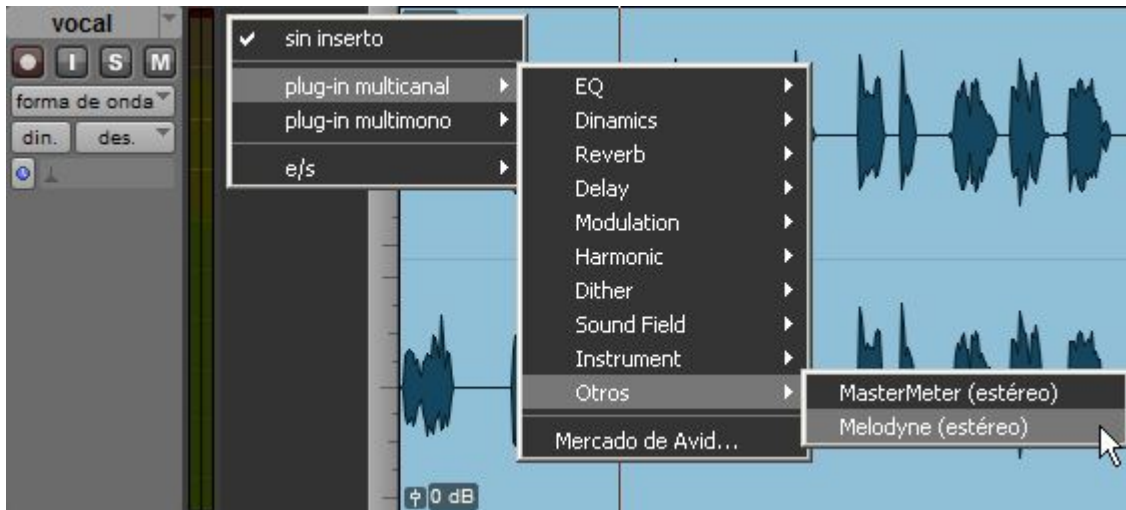 vocal
I S M
forma de onda
din. des.
sin inserto
plug-in multicanal
plug-in multimono
e/s
EQ
Dinamics
Reverb
Delay
Modulation
Harmonic
Dither
Sound Field
Instrument
Otros
Mercado de Avid...
MasterMeter (estéreo)
Melodyne (estéreo)
0 dB